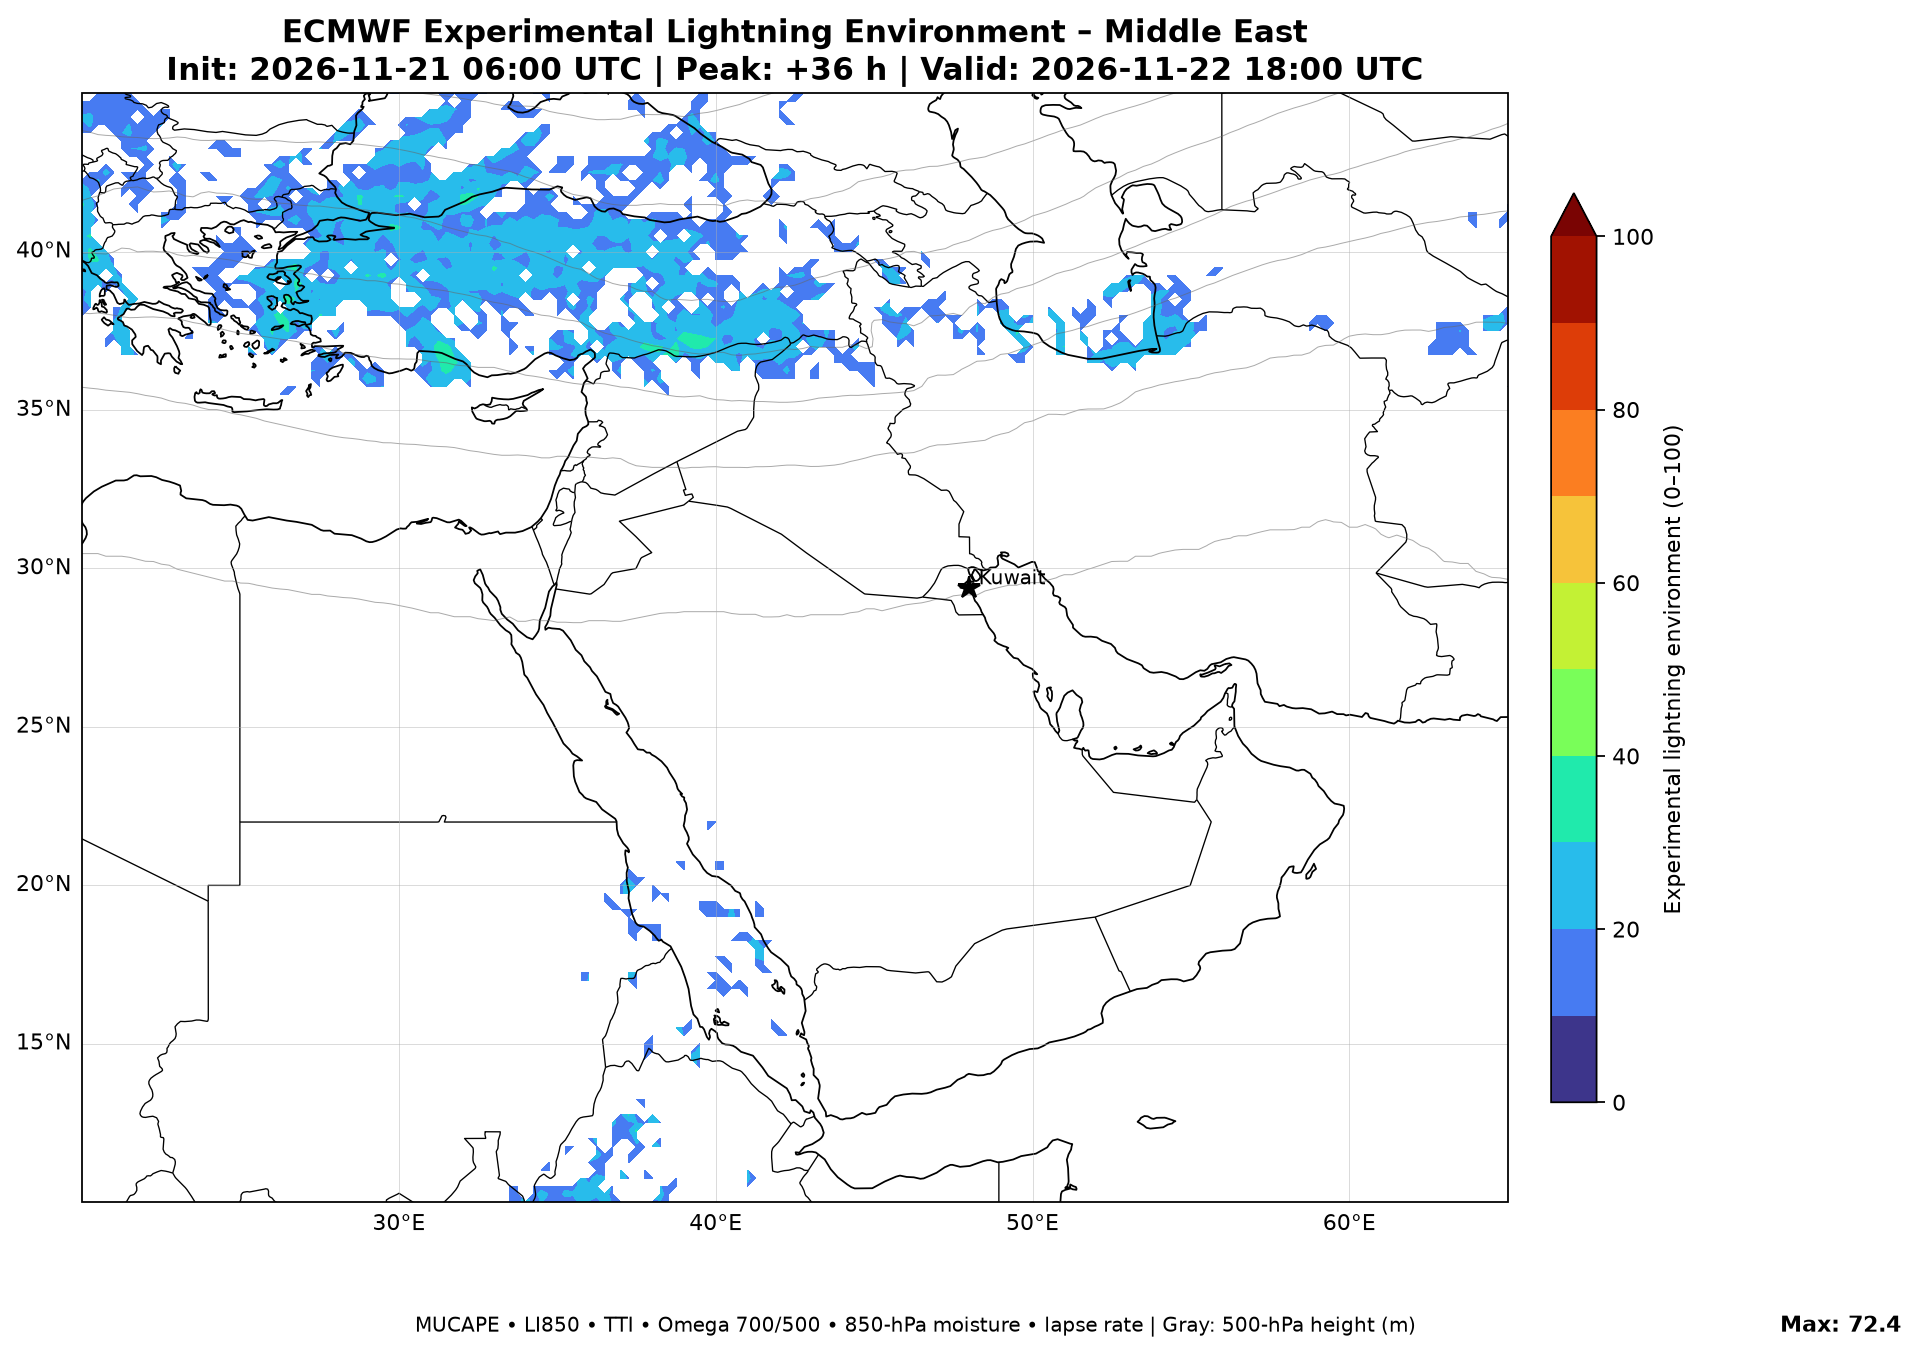 ECMWF Experimental Lightning Environment – Middle East
Init: 2026-11-21 06:00 UTC | Peak: +36 h | Valid: 2026-11-22 18:00 UTC
40°N
35°N
30°N
25°N
20°N
15°N
30°E
40°E
50°E
60°E
Kuwait
100
80
60
40
20
0
Experimental lightning environment (0–100)
MUCAPE • LI850 • TTI • Omega 700/500 • 850-hPa moisture • lapse rate | Gray: 500-hPa height (m)
Max: 72.4